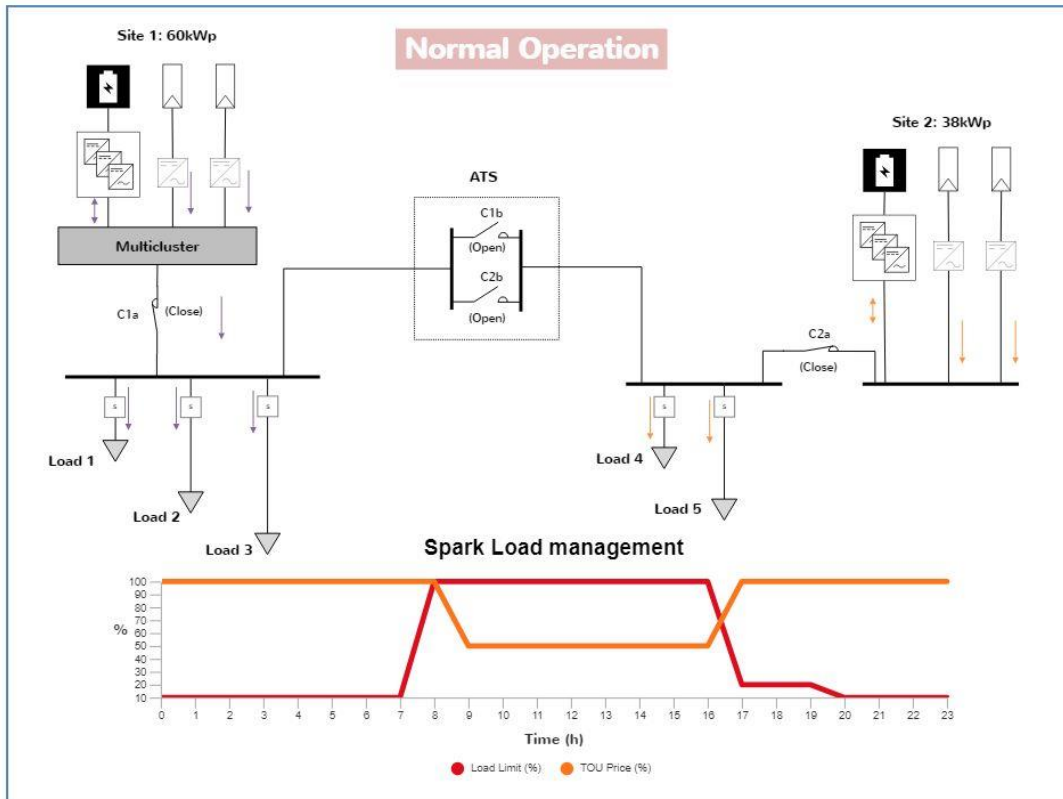 Site 1: 60kWp
Normal Operation
Site 2: 38kWp
ATS
C1b
(Open)
C2b
(Open)
Multicluster
C1a
(Close)
C2a
(Close)
s
s
s
s
s
Load 1
Load 2
Load 3
Load 4
Load 5
Spark Load management
100
90
80
70
60
50
40
30
20
10
%
0 1 2 3 4 5 6 7 8 9 10 11 12 13 14 15 16 17 18 19 20 21 22 23
Time (h)
Load Limit (%) TOU Price (%)